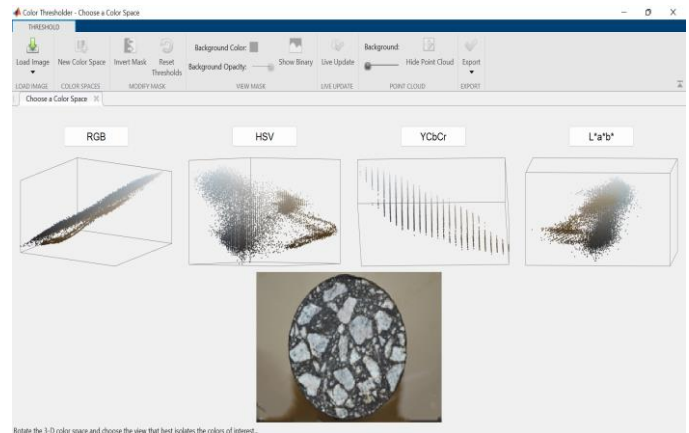 Color Thresholder - Choose a Color Space
THRESHOLD
Load Image New Color Space Invert Mask Reset Thresholds Background Color: Background Opacity: Show Binary Live Update Background: Hide Point Cloud Export
LOAD IMAGE COLOR SPACES MODIFY MASK VIEW MASK LIVE UPDATE POINT CLOUD EXPORT
Choose a Color Space
RGB HSV YCbCr L*a*b*
Rotate the 3-D color space and choose the view that best isolates the colors of interest..